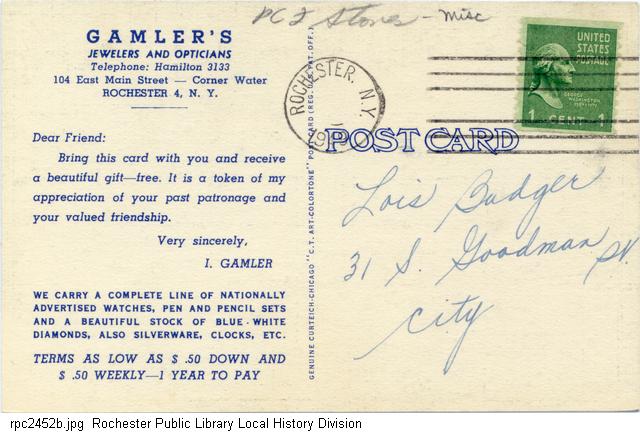 PC 2 Stores - Misc
GAMLER'S
JEWELERS AND OPTICIANS
Telephone: Hamilton 3133
104 East Main Street — Corner Water
ROCHESTER 4, N. Y.
Dear Friend:
Bring this card with you and receive
a beautiful gift—free. It is a token of my
appreciation of your past patronage and
your valued friendship.
Very sincerely,
I. GAMLER
WE CARRY A COMPLETE LINE OF NATIONALLY
ADVERTISED WATCHES, PEN AND PENCIL SETS
AND A BEAUTIFUL STOCK OF BLUE-WHITE
DIAMONDS, ALSO SILVERWARE, CLOCKS, ETC.
TERMS AS LOW AS $ .50 DOWN AND
$ .50 WEEKLY—1 YEAR TO PAY
GENUINE CURTEICH-CHICAGO "C.T. ART-COLORTONE" POST CARD (REG. U.S. PAT. OFF.)
ROCHESTER, N.Y.
UNITED
STATES
POSTAGE
GEORGE
WASHINGTON
1 CENT 1
POST CARD
Lois Badger
31 S. Goodman St.
City
rpc2452b.jpg Rochester Public Library Local History Division